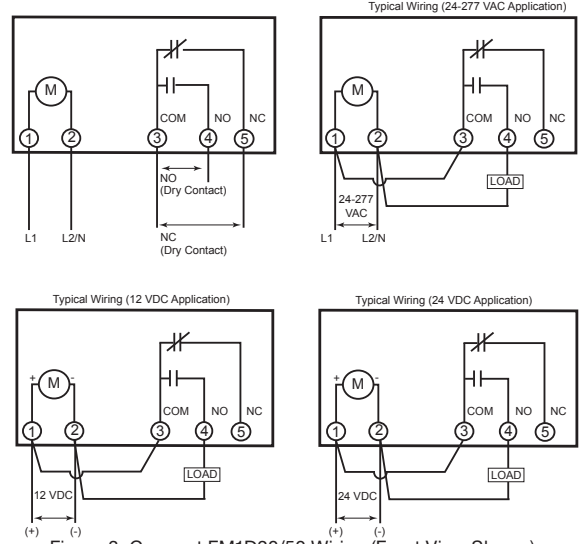 Typical Wiring (24-277 VAC Application)
M
COM NO NC
1 2 3 4 5
NO
(Dry Contact)
NC
(Dry Contact)
L1 L2/N
M
COM NO NC
1 2 3 4 5
LOAD
24-277
VAC
L1 L2/N
Typical Wiring (12 VDC Application)
+ M -
COM NO NC
1 2 3 4 5
LOAD
12 VDC
(+) (-)
Typical Wiring (24 VDC Application)
+ M -
COM NO NC
1 2 3 4 5
LOAD
24 VDC
(+) (-)